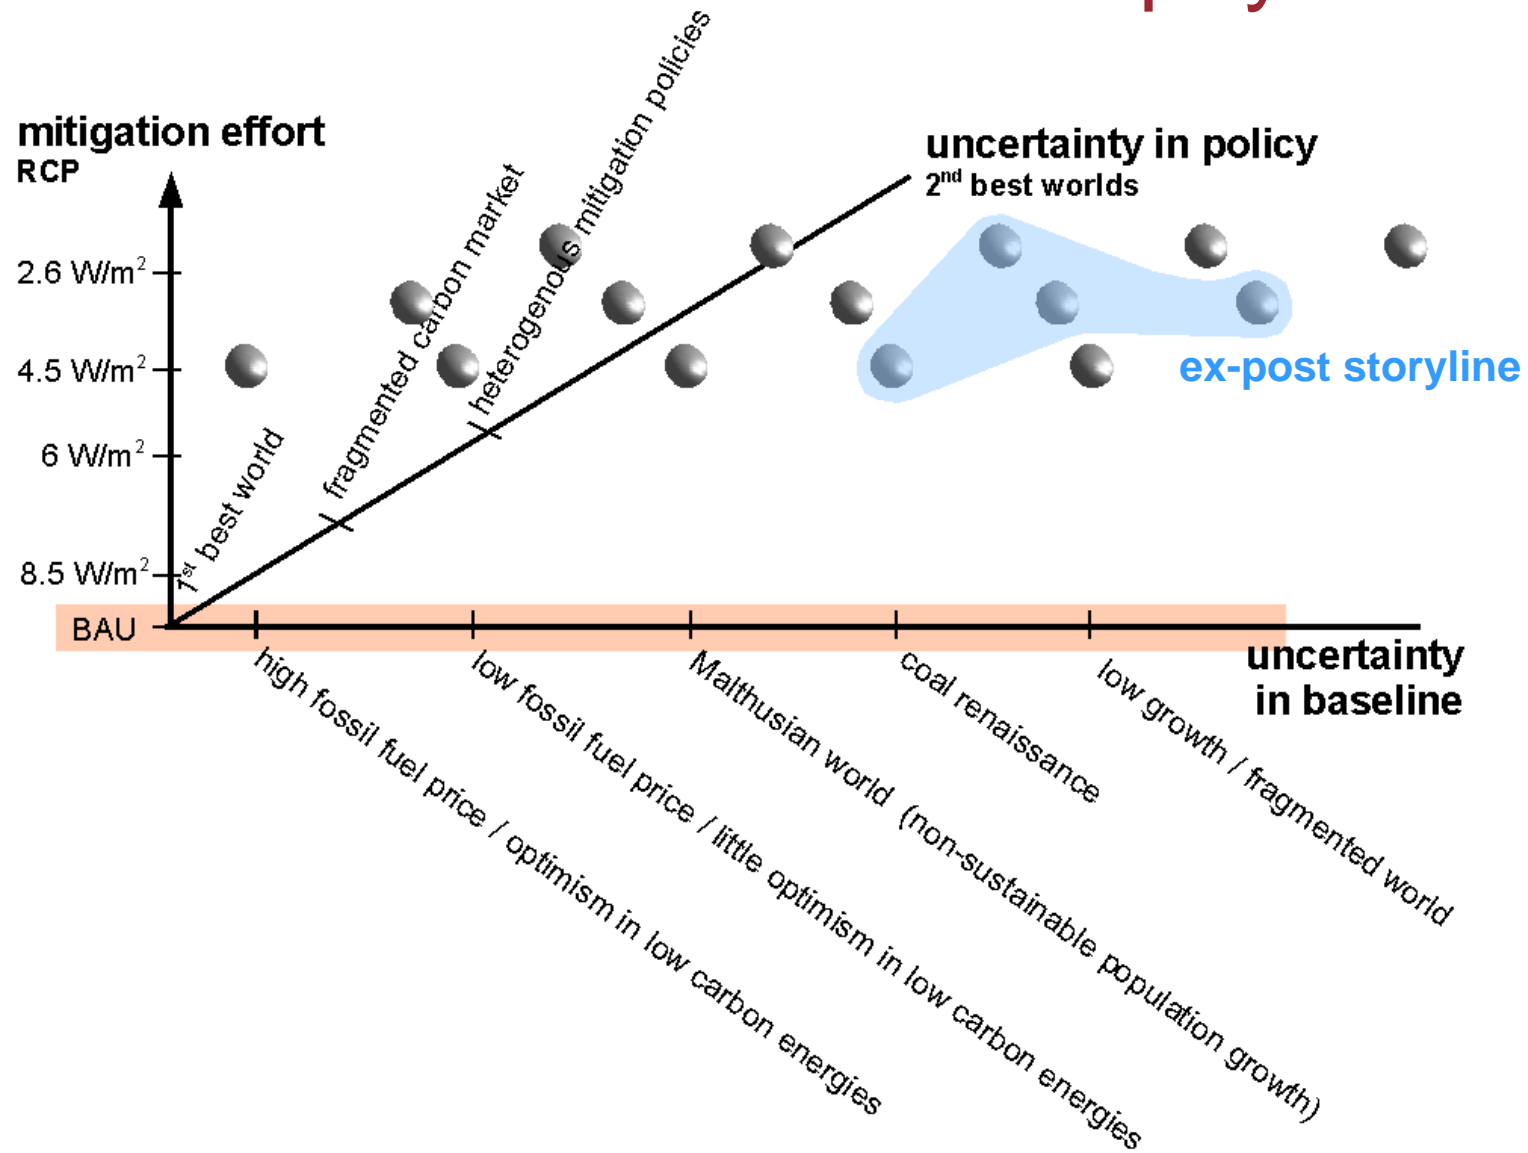 mitigation effort
RCP
uncertainty in policy
2nd best worlds
2.6 W/m²
4.5 W/m²
6 W/m²
8.5 W/m²
BAU
1st best world
fragmented carbon market
heterogenous mitigation policies
ex-post storyline
uncertainty
in baseline
high fossil fuel price / optimism in low carbon energies
low fossil fuel price / little optimism in low carbon energies
Malthusian world (non-sustainable population growth)
coal renaissance
low growth / fragmented world